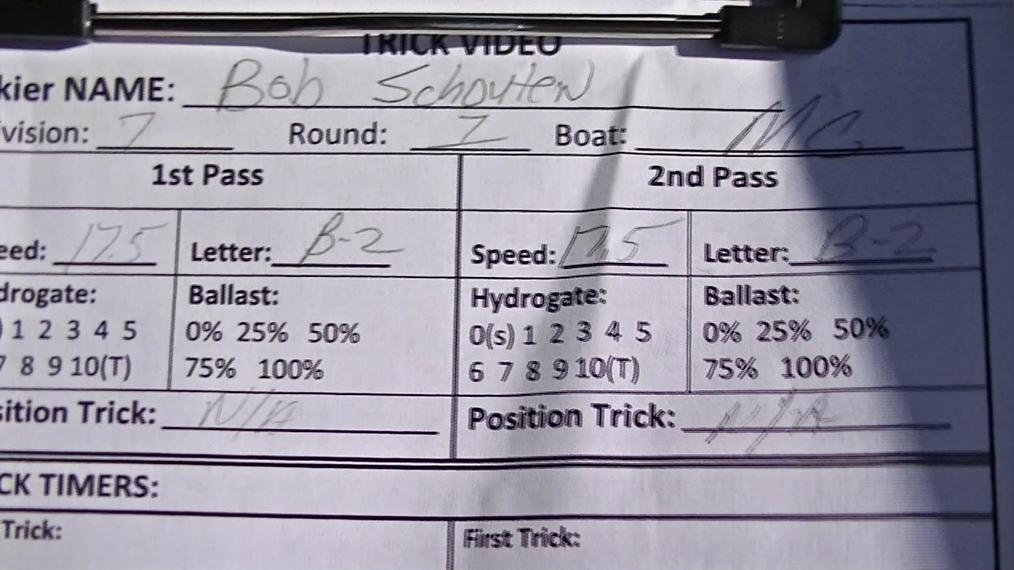 TRICK VIDEO
kier NAME: Bob Schouten
vision: 7 Round: I Boat: MC
1st Pass 2nd Pass
eed: 17.5 Letter: B-2 Speed: 17.5 Letter: B-2
drogate: Ballast: Hydrogate: Ballast:
) 1 2 3 4 5 0% 25% 50% 0(s) 1 2 3 4 5 0% 25% 50%
7 8 9 10(T) 75% 100% 6 7 8 9 10(T) 75% 100%
sition Trick: N/A Position Trick: N/A
CK TIMERS:
Trick: First Trick: